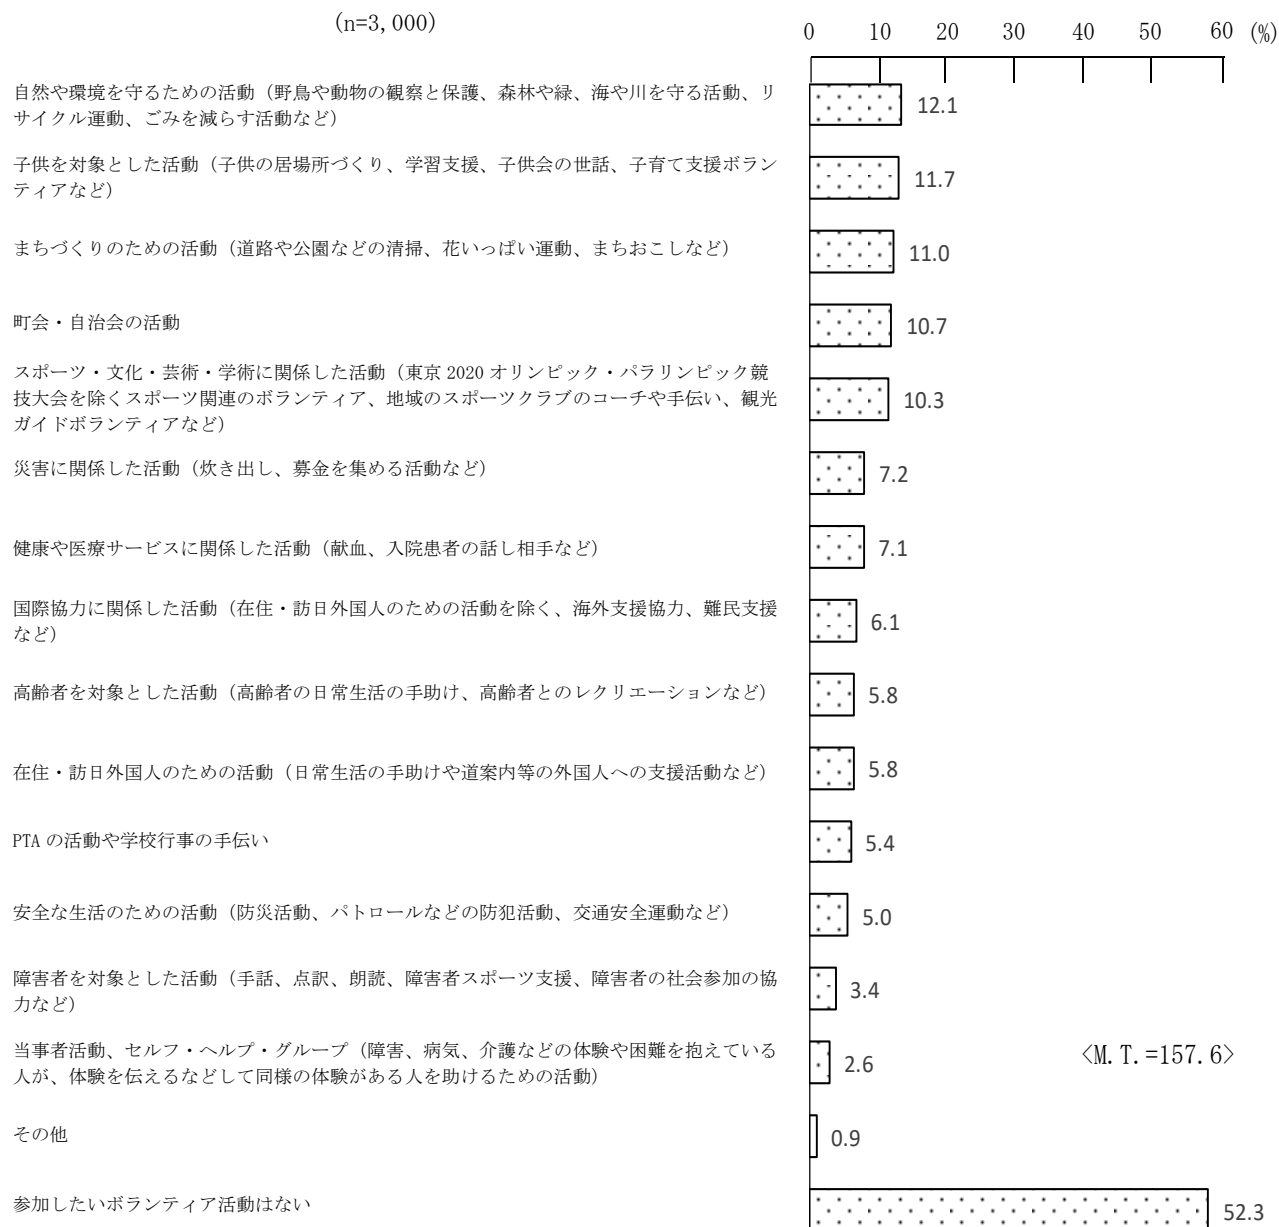 (n=3,000)
0 10 20 30 40 50 60 (%)
自然や環境を守るための活動（野鳥や動物の観察と保護、森林や緑、海や川を守る活動、リ
サイクル運動、ごみを減らす活動など）
12.1
子供を対象とした活動（子供の居場所づくり、学習支援、子供会の世話、子育て支援ボラン
ティアなど）
11.7
まちづくりのための活動（道路や公園などの清掃、花いっぱい運動、まちおこしなど）
11.0
町会・自治会の活動
10.7
スポーツ・文化・芸術・学術に関係した活動（東京 2020 オリンピック・パラリンピック競
技大会を除くスポーツ関連のボランティア、地域のスポーツクラブのコーチや手伝い、観光
ガイドボランティアなど）
10.3
災害に関係した活動（炊き出し、募金を集める活動など）
7.2
健康や医療サービスに関係した活動（献血、入院患者の話し相手など）
7.1
国際協力に関係した活動（在住・訪日外国人のための活動を除く、海外支援協力、難民支援
など）
6.1
高齢者を対象とした活動（高齢者の日常生活の手助け、高齢者とのレクリエーションなど）
5.8
在住・訪日外国人のための活動（日常生活の手助けや道案内等の外国人への支援活動など）
5.8
PTA の活動や学校行事の手伝い
5.4
安全な生活のための活動（防災活動、パトロールなどの防犯活動、交通安全運動など）
5.0
障害者を対象とした活動（手話、点訳、朗読、障害者スポーツ支援、障害者の社会参加の協
力など）
3.4
当事者活動、セルフ・ヘルプ・グループ（障害、病気、介護などの体験や困難を抱えている
人が、体験を伝えるなどして同様の体験がある人を助けるための活動）
2.6
〈M.T.=157.6〉
その他
0.9
参加したいボランティア活動はない
52.3